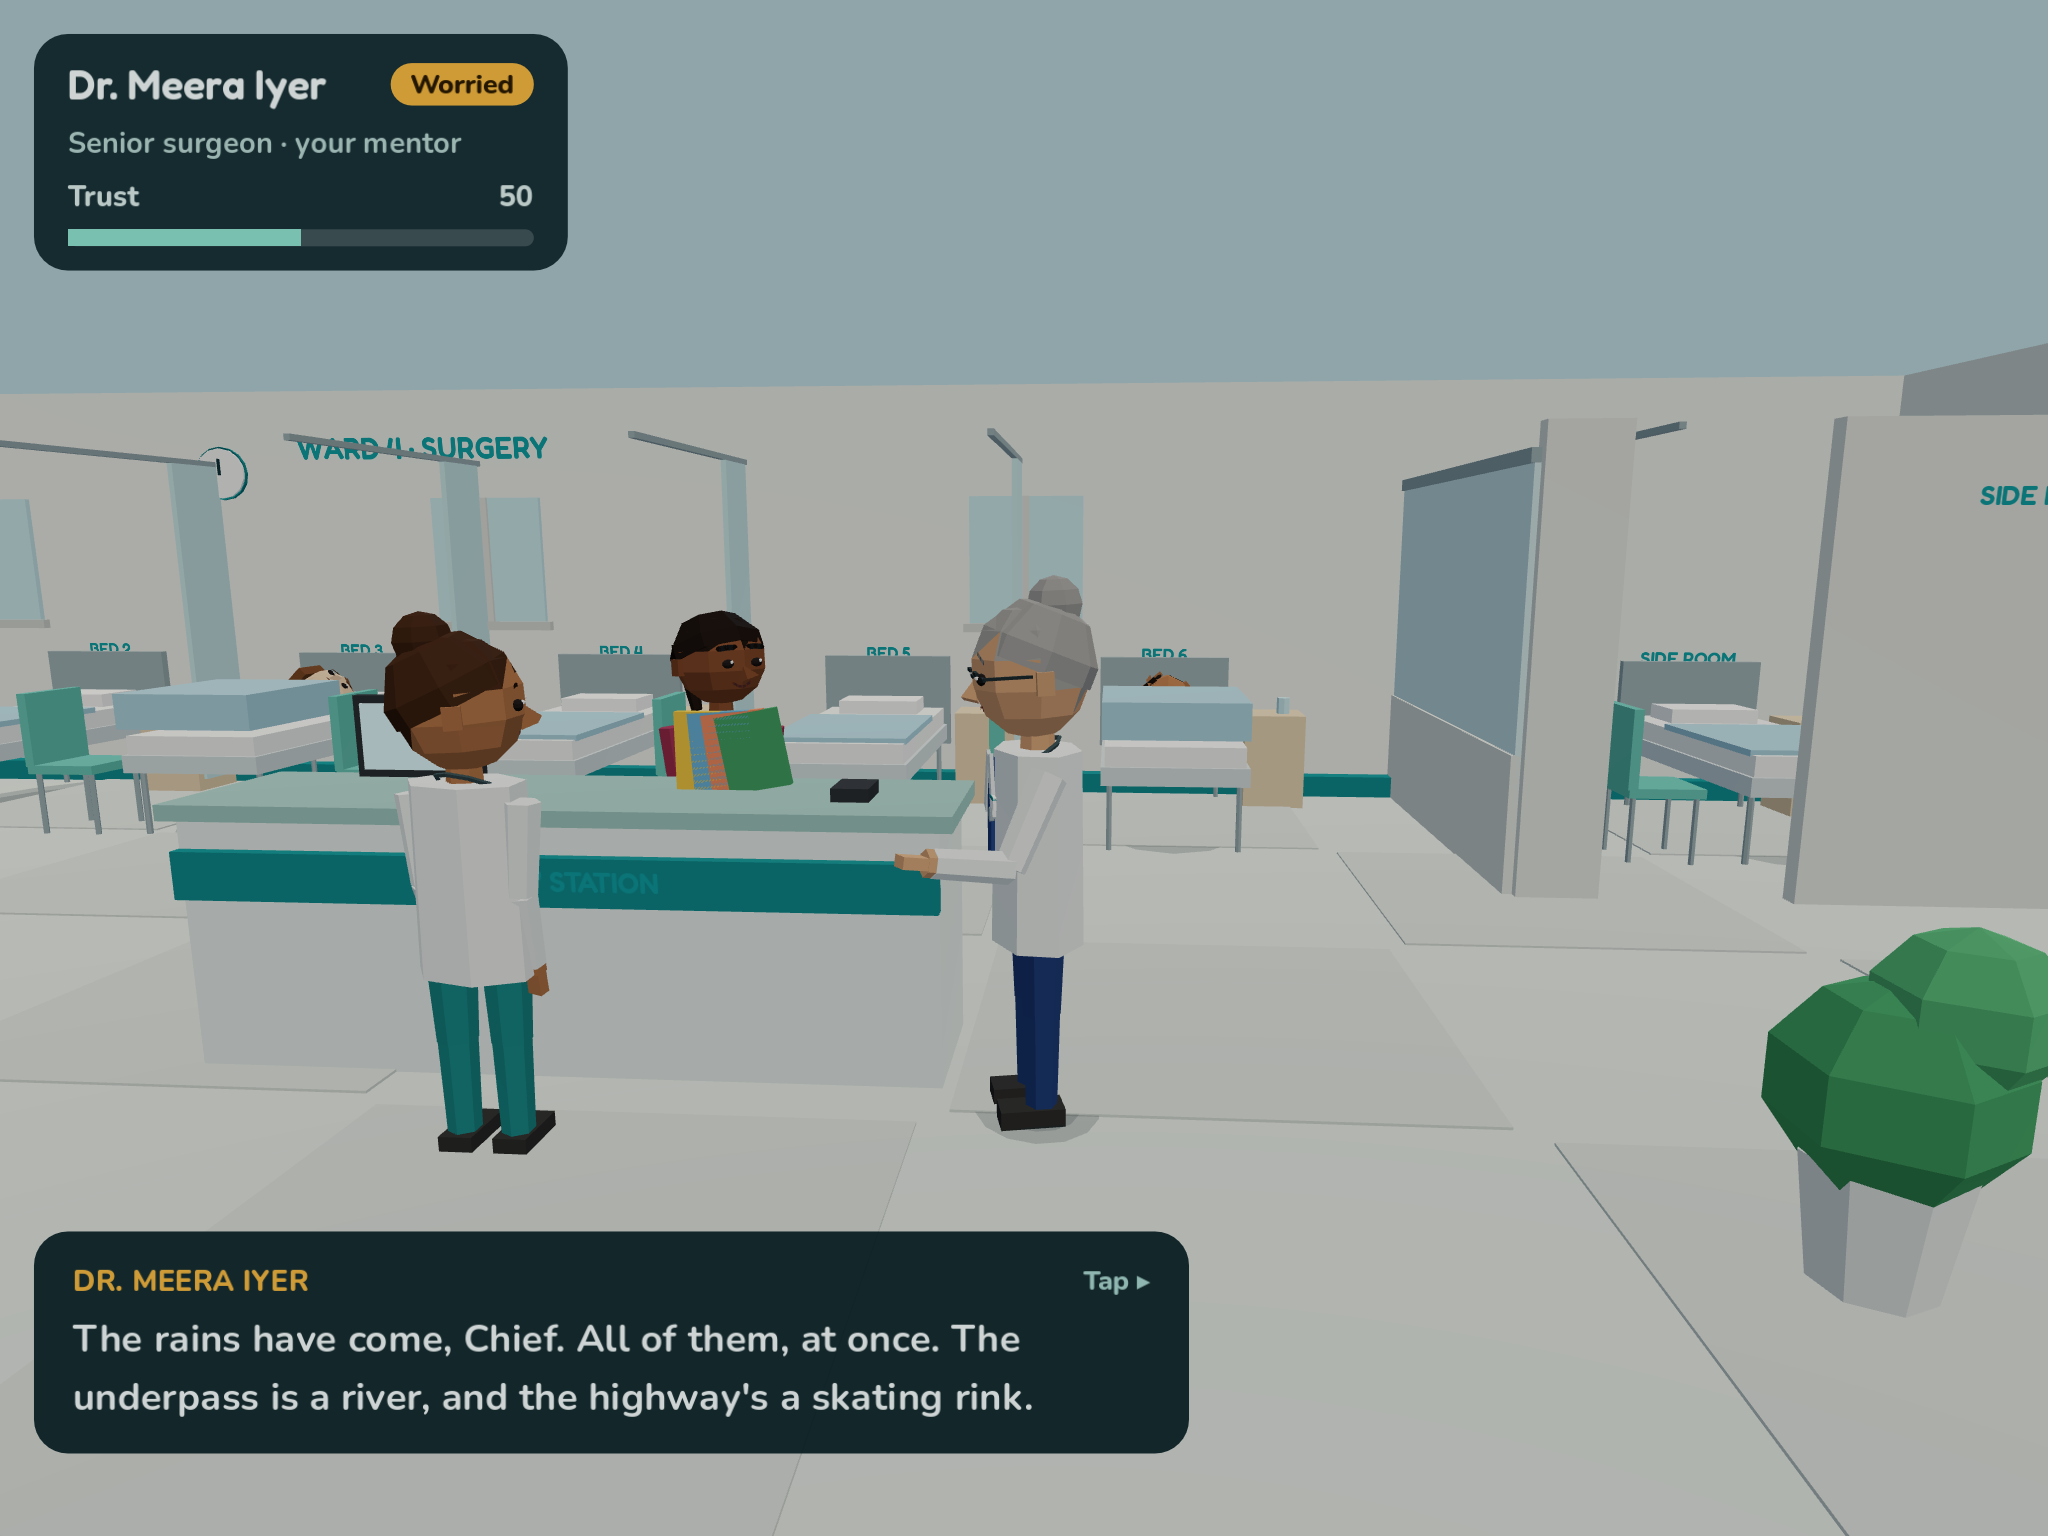 Dr. Meera Iyer
Worried
Senior surgeon · your mentor
Trust
50
WARD 4 · SURGERY
SIDE
BED 2
BED 3
BED 4
BED 5
BED 6
SIDE ROOM
STATION
DR. MEERA IYER
Tap ▸
The rains have come, Chief. All of them, at once. The
underpass is a river, and the highway's a skating rink.